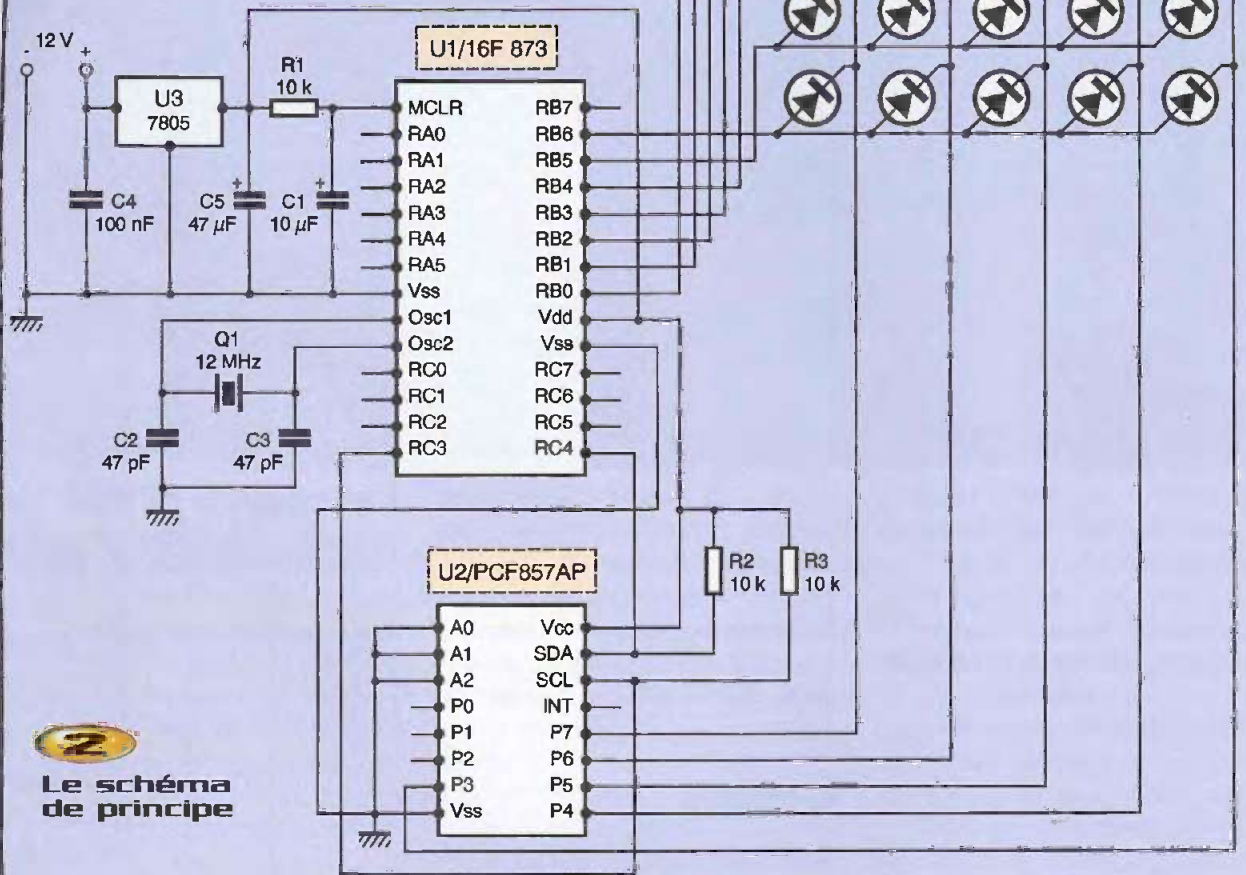 - 12 V +
U3
7805
R1
10 k
C4
100 nF
C5
47 µF
+
C1
10 µF
+
U1/16F 873
MCLR
RA0
RA1
RA2
RA3
RA4
RA5
Vss
Osc1
Osc2
RC0
RC1
RC2
RC3
RB7
RB6
RB5
RB4
RB3
RB2
RB1
RB0
Vdd
Vss
RC7
RC6
RC5
RC4
Q1
12 MHz
C2
47 pF
C3
47 pF
R2
10 k
R3
10 k
U2/PCF857AP
A0
A1
A2
P0
P1
P2
P3
Vss
Vcc
SDA
SCL
INT
P7
P6
P5
P4
2
Le schéma
de principe